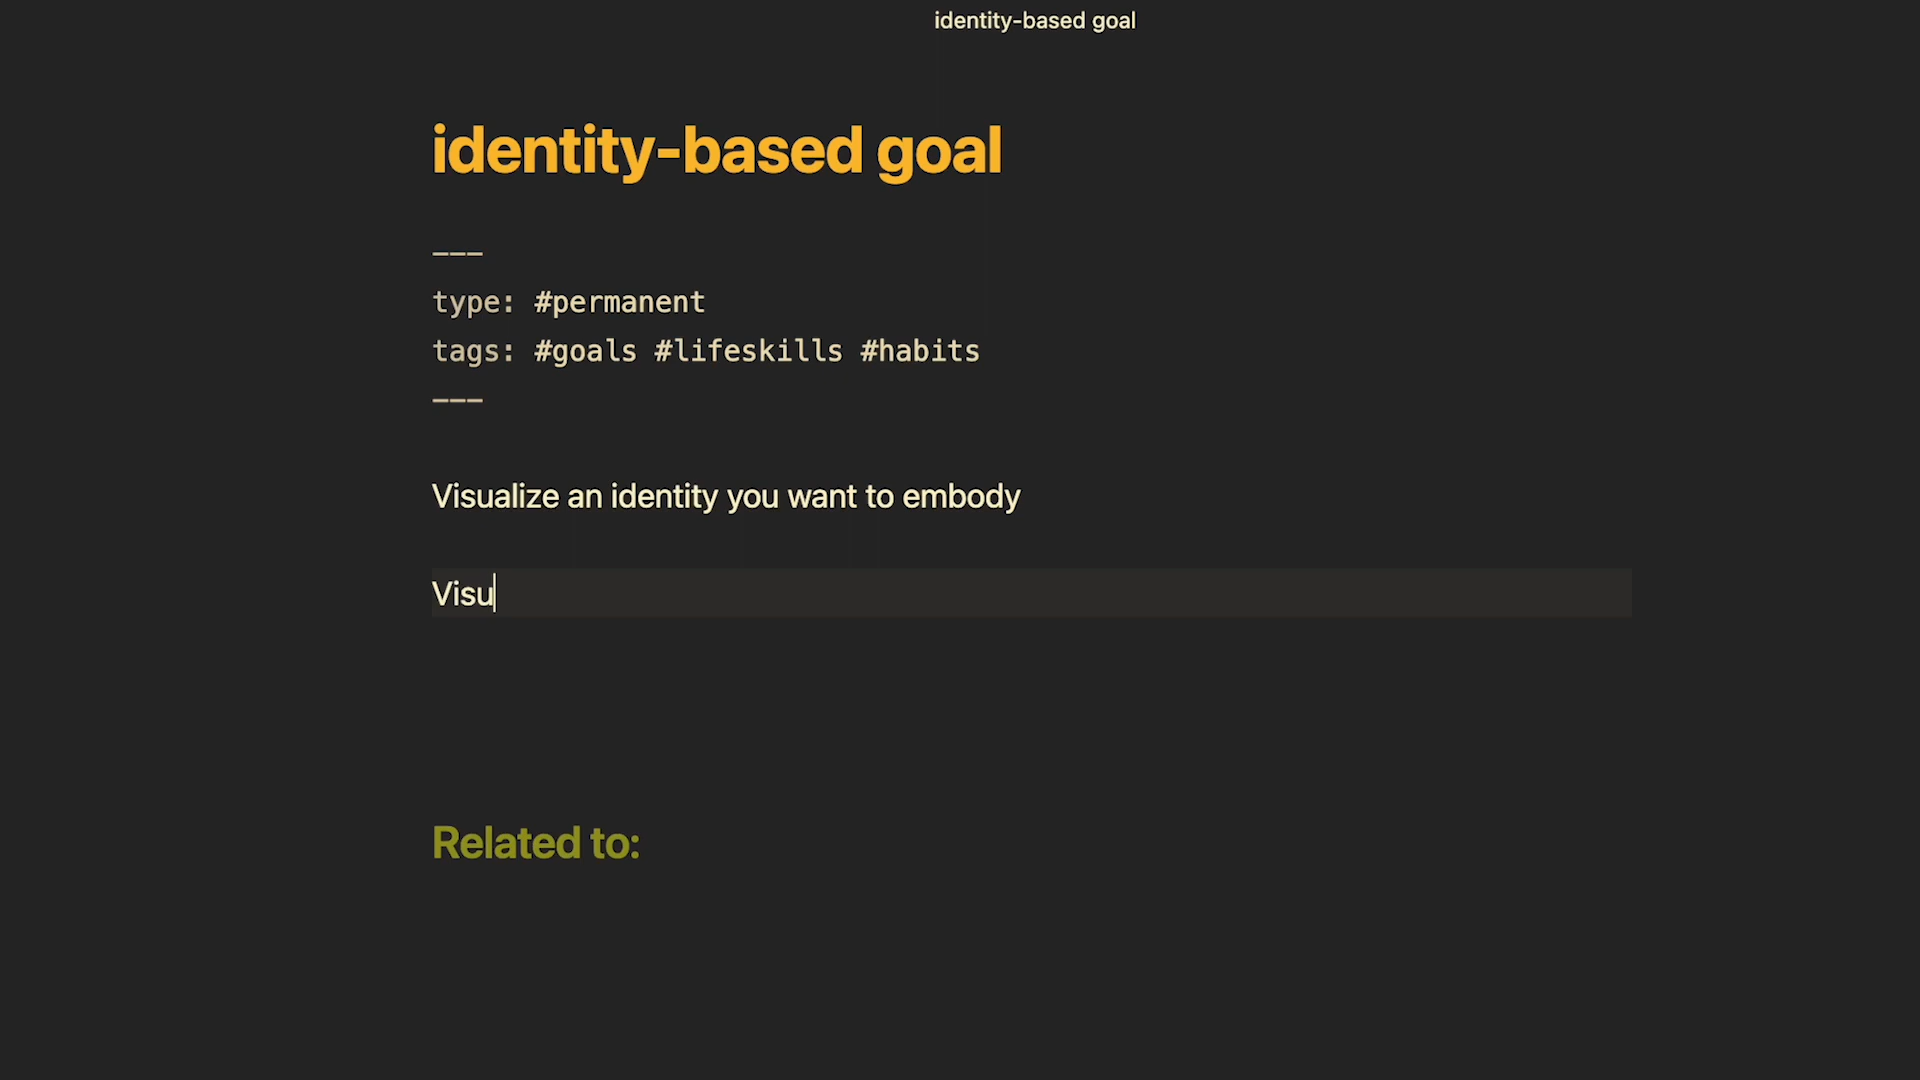 identity-based goal
identity-based goal
---
type: #permanent
tags: #goals #lifeskills #habits
---
Visualize an identity you want to embody
Visu
Related to: